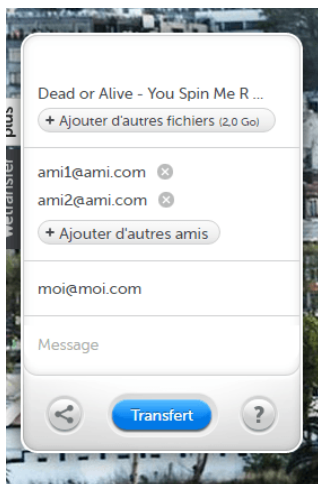 Dead or Alive - You Spin Me R ...
+ Ajouter d'autres fichiers (2,0 Go)
ami1@ami.com
ami2@ami.com
+ Ajouter d'autres amis
moi@moi.com
Message
Transfert
?
wetransfer plus